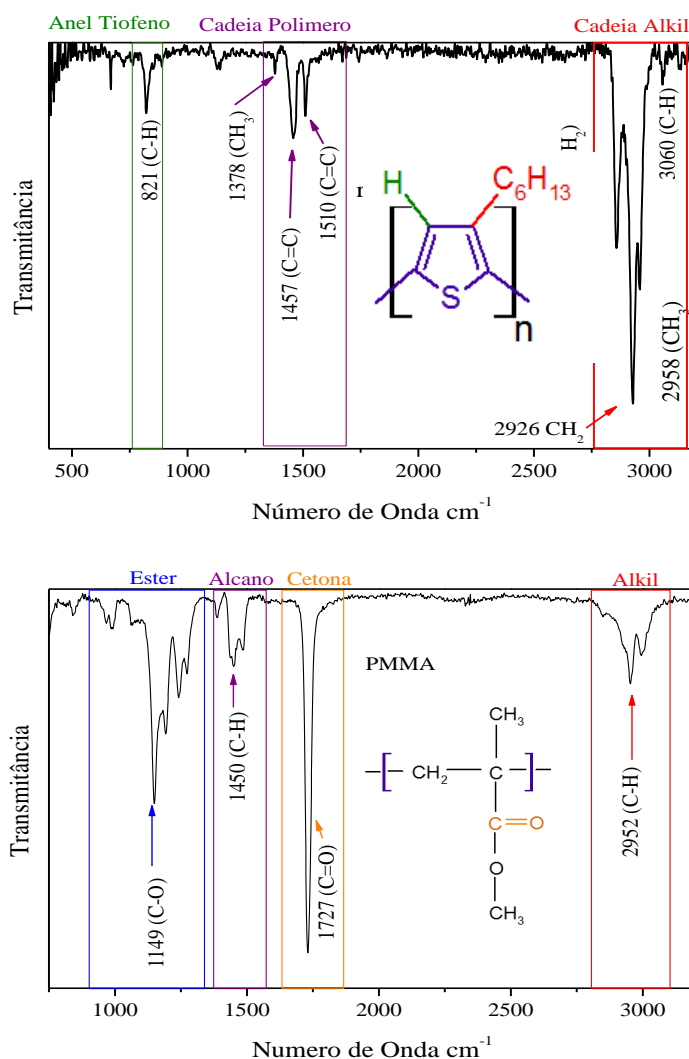 Anel Tiofeno
Cadeia Polimero
Cadeia Alkil
Transmitância
821 (C-H)
1378 (CH₃)
1457 (C=C)
1510 (C=C)
H₂)
3060 (C-H)
2958 (CH₃)
2926 CH₂
r
H
C₆H₁₃
S
n
500
1000
1500
2000
2500
3000
Número de Onda cm⁻¹
Ester
Alcano
Cetona
Alkil
Transmitância
1149 (C-O)
1450 (C-H)
1727 (C=O)
2952 (C-H)
PMMA
CH₃
CH₂
C
C
O
O
CH₃
1000
1500
2000
2500
3000
Numero de Onda cm⁻¹